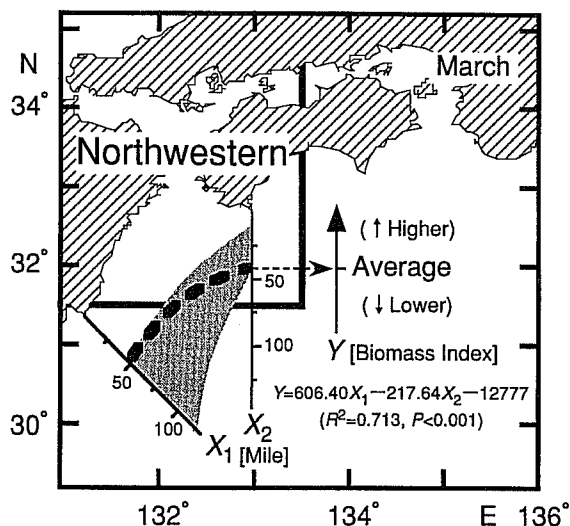 N
March
34°
Northwestern
(↑ Higher)
32°
50
Average
(↓ Lower)
100
Y [Biomass Index]
50
Y=606.40X1−217.64X2−12777
(R2=0.713, P<0.001)
30°
100
X2
X1 [Mile]
132°
134°
E
136°